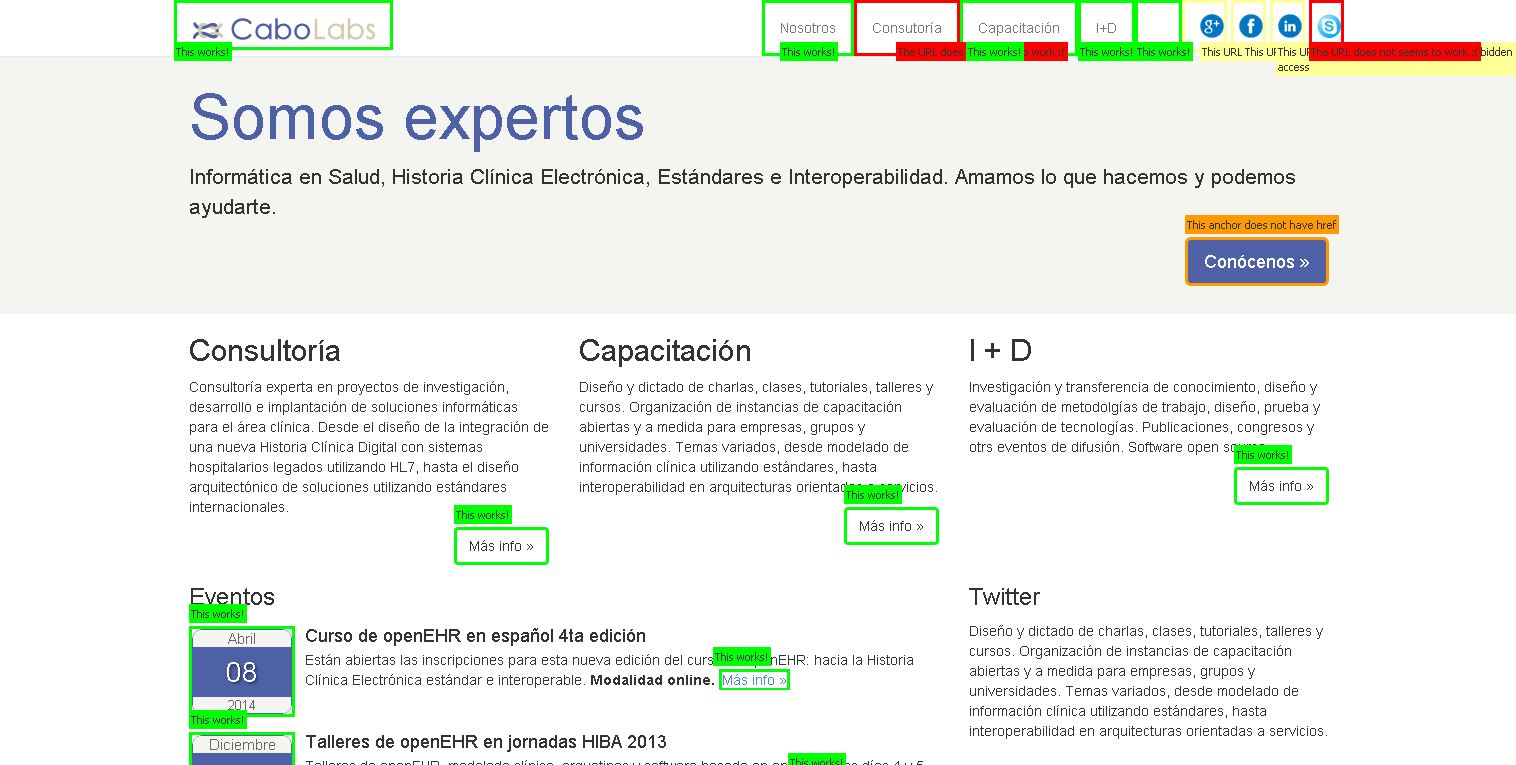 CaboLabs
Nosotros
Consutoría
Capacitación
I+D
This works!
This works!
The URL does
This works!
work :(
This works!
This works!
This URL
This UR
This UR
The URL does not seems to work :(
bidden
access
Somos expertos
Informática en Salud, Historia Clínica Electrónica, Estándares e Interoperabilidad. Amamos lo que hacemos y podemos
ayudarte.
This anchor does not have href
Conócenos »
Consultoría
Consultoría experta en proyectos de investigación,
desarrollo e implantación de soluciones informáticas
para el área clínica. Desde el diseño de la integración de
una nueva Historia Clínica Digital con sistemas
hospitalarios legados utilizando HL7, hasta el diseño
arquitectónico de soluciones utilizando estándares
internacionales.
This works!
Más info »
Capacitación
Diseño y dictado de charlas, clases, tutoriales, talleres y
cursos. Organización de instancias de capacitación
abiertas y a medida para empresas, grupos y
universidades. Temas variados, desde modelado de
información clínica utilizando estándares, hasta
interoperabilidad en arquitecturas orientadas a servicios.
This works!
Más info »
I + D
Investigación y transferencia de conocimiento, diseño y
evaluación de metodolgías de trabajo, diseño, prueba y
evaluación de tecnologías. Publicaciones, congresos y
otrs eventos de difusión. Software open source.
This works!
Más info »
Eventos
This works!
Abril
08
2014
Curso de openEHR en español 4ta edición
Están abiertas las inscripciones para esta nueva edición del curso openEHR: hacia la Historia
This works!
Clínica Electrónica estándar e interoperable. Modalidad online. Más info »
This works!
Diciembre
Talleres de openEHR en jornadas HIBA 2013
This works!
Twitter
Diseño y dictado de charlas, clases, tutoriales, talleres y
cursos. Organización de instancias de capacitación
abiertas y a medida para empresas, grupos y
universidades. Temas variados, desde modelado de
información clínica utilizando estándares, hasta
interoperabilidad en arquitecturas orientadas a servicios.